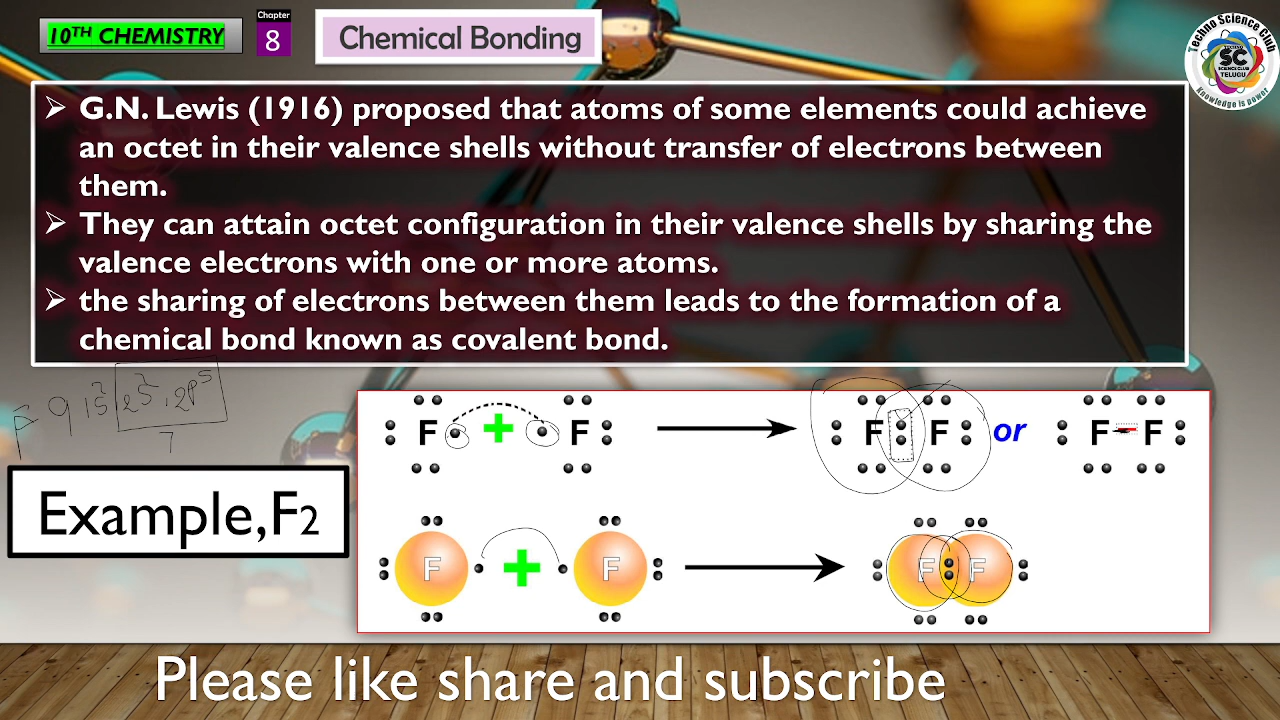 10TH CHEMISTRY
Chapter
8
Chemical Bonding
Techno Science Club
SC
SCIENCE CLUB
TELUGU
Knowledge is power
➢ G.N. Lewis (1916) proposed that atoms of some elements could achieve
an octet in their valence shells without transfer of electrons between
them.
➢ They can attain octet configuration in their valence shells by sharing the
valence electrons with one or more atoms.
➢ the sharing of electrons between them leads to the formation of a
chemical bond known as covalent bond.
F 9 1s² 2s² 2p⁵
7
F + F F F or F F
Example,F2
F + F F F
Please like share and subscribe